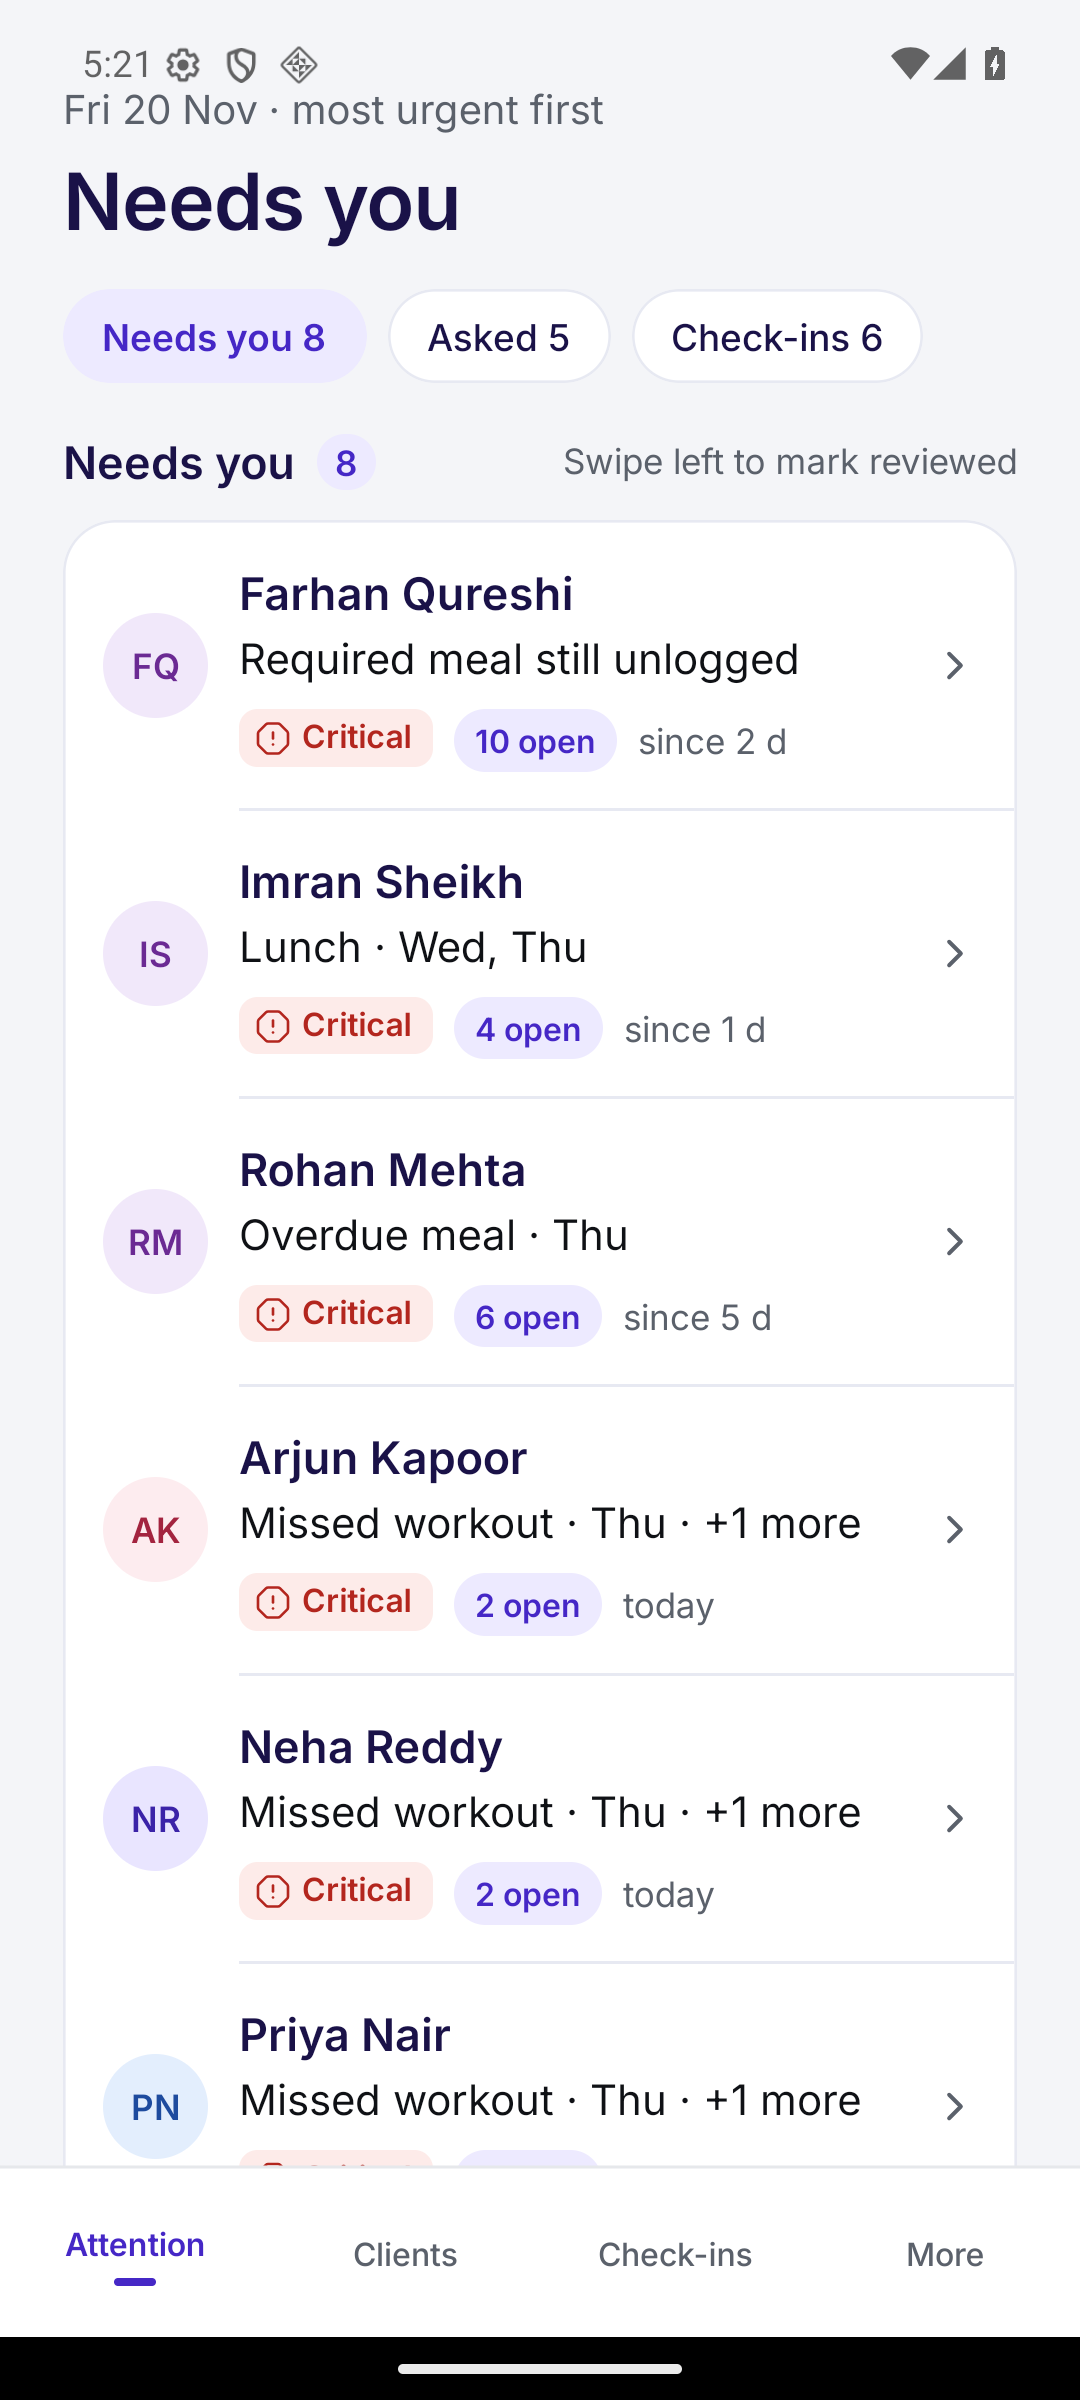 5:21
Fri 20 Nov · most urgent first
Needs you
Needs you 8
Asked 5
Check-ins 6
Needs you 8
Swipe left to mark reviewed
FQ
Farhan Qureshi
Required meal still unlogged
Critical
10 open
since 2 d
IS
Imran Sheikh
Lunch · Wed, Thu
Critical
4 open
since 1 d
RM
Rohan Mehta
Overdue meal · Thu
Critical
6 open
since 5 d
AK
Arjun Kapoor
Missed workout · Thu · +1 more
Critical
2 open
today
NR
Neha Reddy
Missed workout · Thu · +1 more
Critical
2 open
today
PN
Priya Nair
Missed workout · Thu · +1 more
Attention
Clients
Check-ins
More